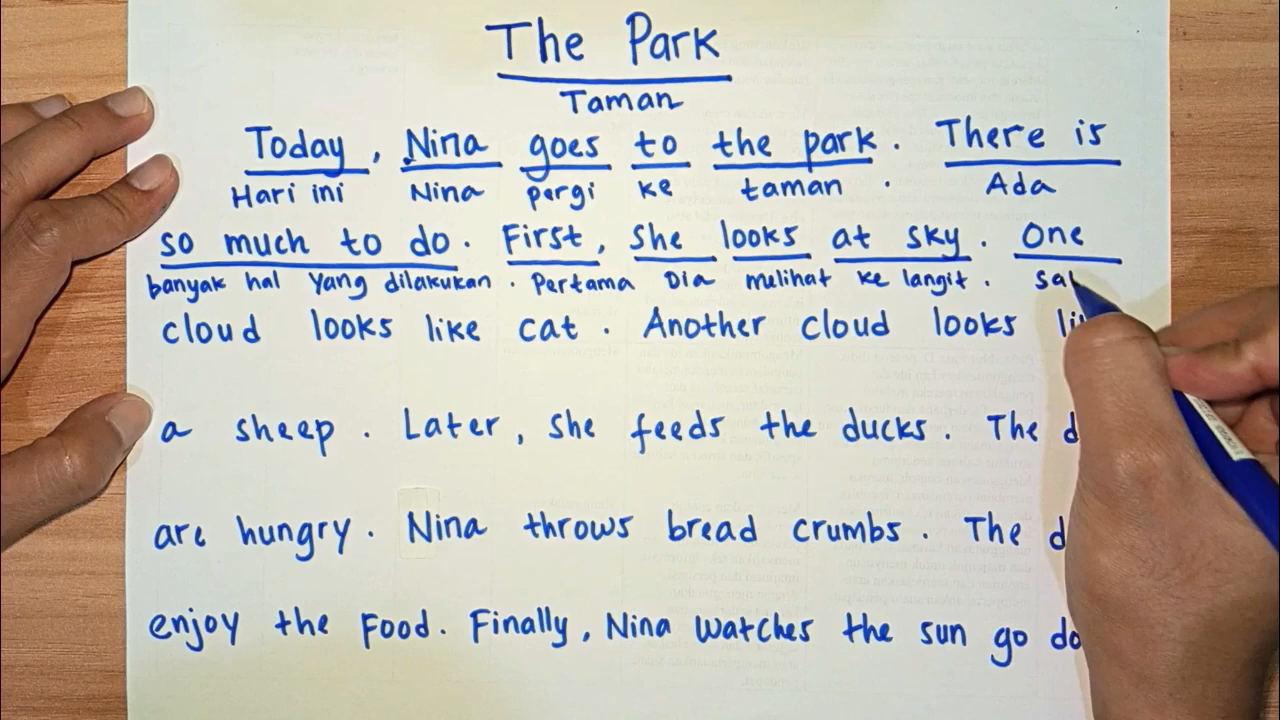 The Park
Taman
Today, Nina goes to the park. There is
Hari ini Nina pergi ke taman. Ada
so much to do. First, She looks at sky. One
banyak hal yang dilakukan. Pertama Dia melihat ke langit.
cloud looks like cat. Another cloud looks
a sheep. Later, she feeds the ducks. The
are hungry. Nina throws bread crumbs. The
enjoy the food. Finally, Nina watches the sun go